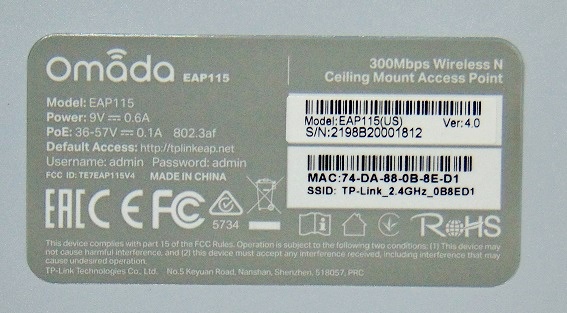 omada EAP115
300Mbps Wireless N
Ceiling Mount Access Point
Model: EAP115
Power: 9V ⎓ 0.6A
PoE: 36-57V ⎓ 0.1A 802.3af
Default Access: http://tplinkeap.net
Username: admin Password: admin
FCC ID: TE7EAP115V4 MADE IN CHINA
Model:EAP115(US) Ver: 4.0
S/N:2198B20001812
MAC:74-DA-88-0B-8E-D1
SSID: TP-Link_2.4GHz_0B8ED1
EAC CE FC 5734 RoHS
This device complies with part 15 of the FCC Rules. Operation is subject to the following two conditions: (1) This device may
not cause harmful interference, and (2) this device must accept any interference received, including interference that may
cause undesired operation.
TP-Link Technologies Co., Ltd. No.5 Keyuan Road, Nanshan, Shenzhen, 518057, PRC